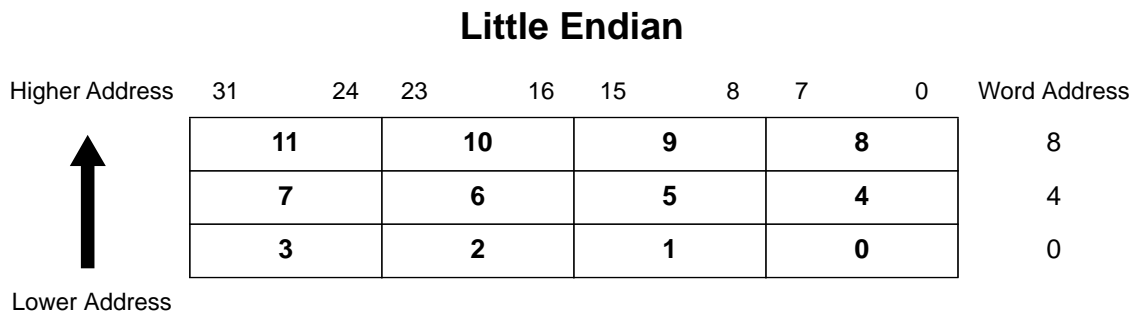 Little Endian
Higher Address 31 24 23 16 15 8 7 0 Word Address
11 10 9 8 8
7 6 5 4 4
3 2 1 0 0
Lower Address